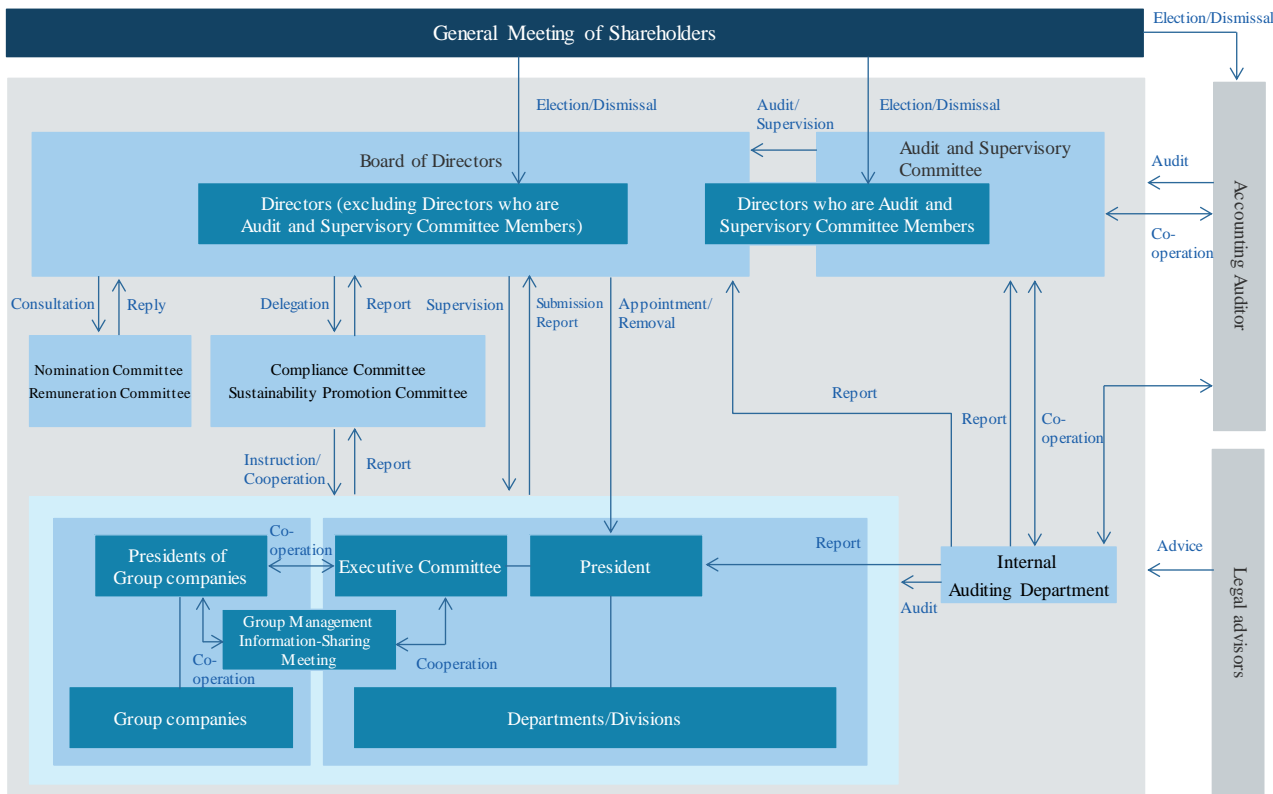 Election/Dismissal
General Meeting of Shareholders
Election/Dismissal
Audit/
Supervision
Election/Dismissal
Board of Directors
Audit and Supervisory
Committee
Audit
Directors (excluding Directors who are
Audit and Supervisory Committee Members)
Directors who are Audit and
Supervisory Committee Members
Co-
operation
Accounting Auditor
Consultation
Reply
Delegation
Report
Supervision
Submission
Report
Appointment/
Removal
Nomination Committee
Remuneration Committee
Compliance Committee
Sustainability Promotion Committee
Report
Report
Co-
operation
Instruction/
Cooperation
Report
Co-
operation
Presidents of
Group companies
Executive Committee
President
Report
Internal
Auditing Department
Advice
Legal advisors
Audit
Group Management
Information-Sharing
Meeting
Co-
operation
Cooperation
Group companies
Departments/Divisions